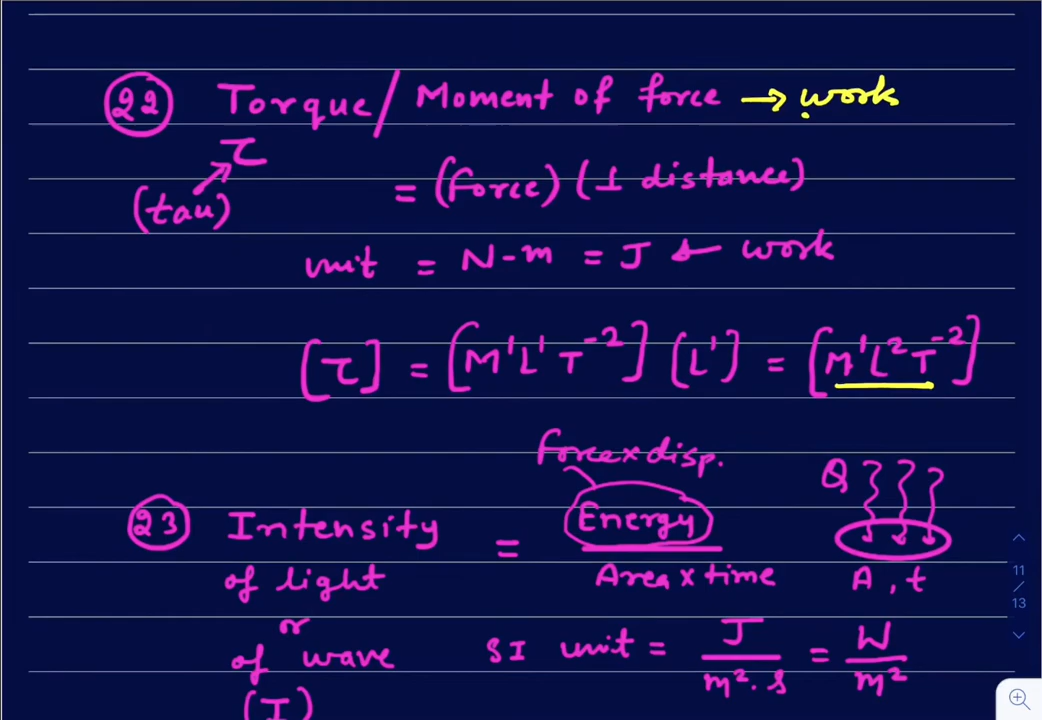 22 Torque / Moment of force → work
τ
(tau)
= (force) (⊥ distance)
unit = N-m = J ← work
[τ] = [M¹L¹T⁻²] [L¹] = [M¹L²T⁻²]
force x disp.
23 Intensity = Energy
of light Area x time
or
of wave
(I)
Q
A, t
SI unit = J / m².s = W / m²
11
/
13